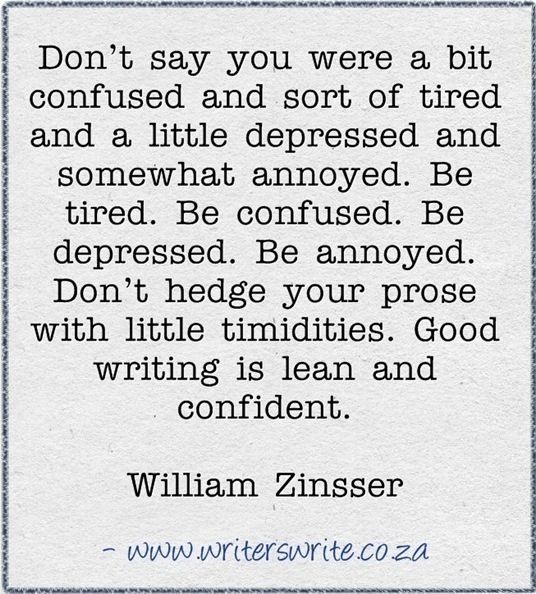 Don't say you were a bit
confused and sort of tired
and a little depressed and
somewhat annoyed. Be
tired. Be confused. Be
depressed. Be annoyed.
Don't hedge your prose
with little timidities. Good
writing is lean and
confident.
William Zinsser
- www.writerswrite.co.za